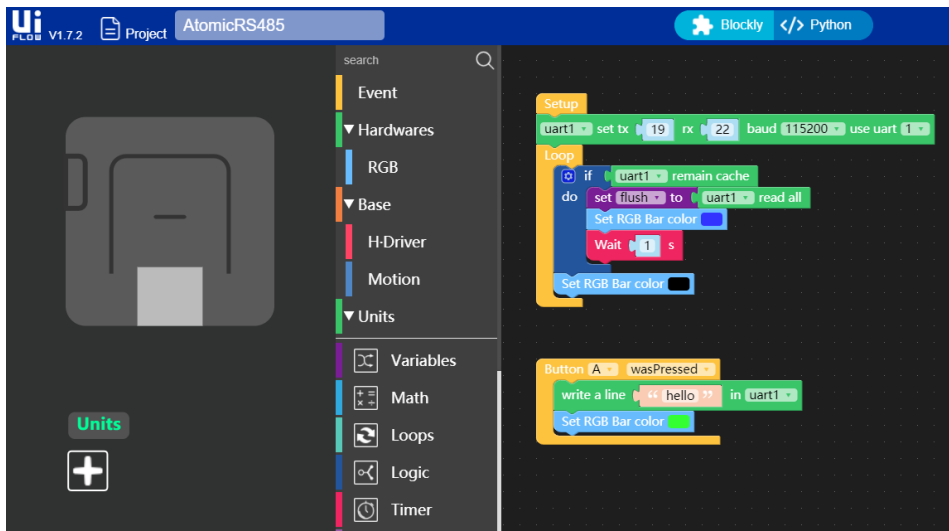 Ui
FLOW V1.7.2 Project AtomicRS485 Blockly </> Python
search
Event
Hardwares
RGB
Base
H-Driver
Motion
Units
Variables
Math
Loops
Logic
Timer
Units
Setup
uart1 set tx 19 rx 22 baud 115200 use uart 1
Loop
if uart1 remain cache
do set flush to uart1 read all
Set RGB Bar color
Wait 1 s
Set RGB Bar color
Button A wasPressed
write a line “ hello ” in uart1
Set RGB Bar color